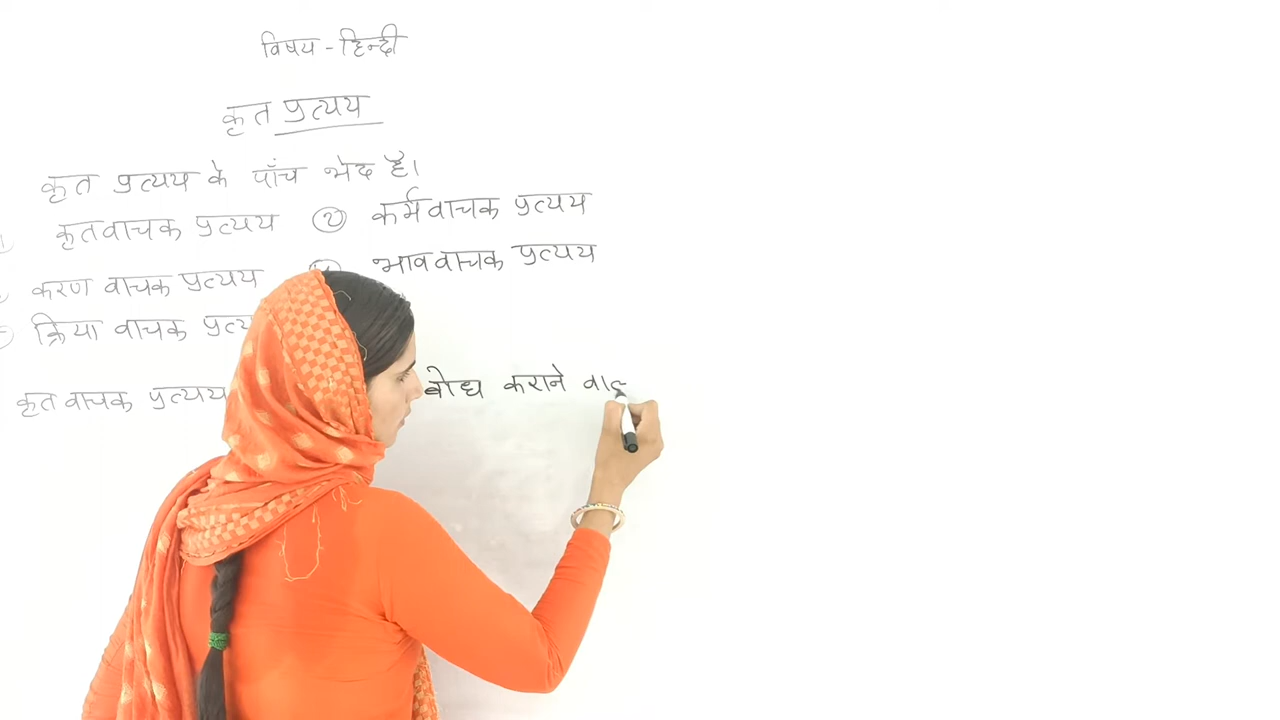 विषय - हिन्दी
कृत प्रत्यय
कृत प्रत्यय के पाँच भेद है।
कृतवाचक प्रत्यय (२) कर्मवाचक प्रत्यय
करण वाचक प्रत्यय भाववाचक प्रत्यय
क्रिया वाचक
कृत वाचक प्रत्यय बोध कराने